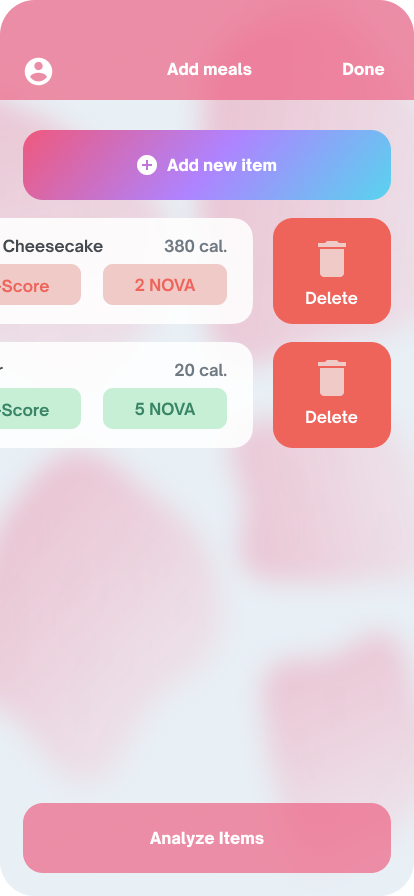 Add meals
Done
Add new item
Cheesecake
380 cal.
-Score
2 NOVA
Delete
20 cal.
-Score
5 NOVA
Delete
Analyze Items